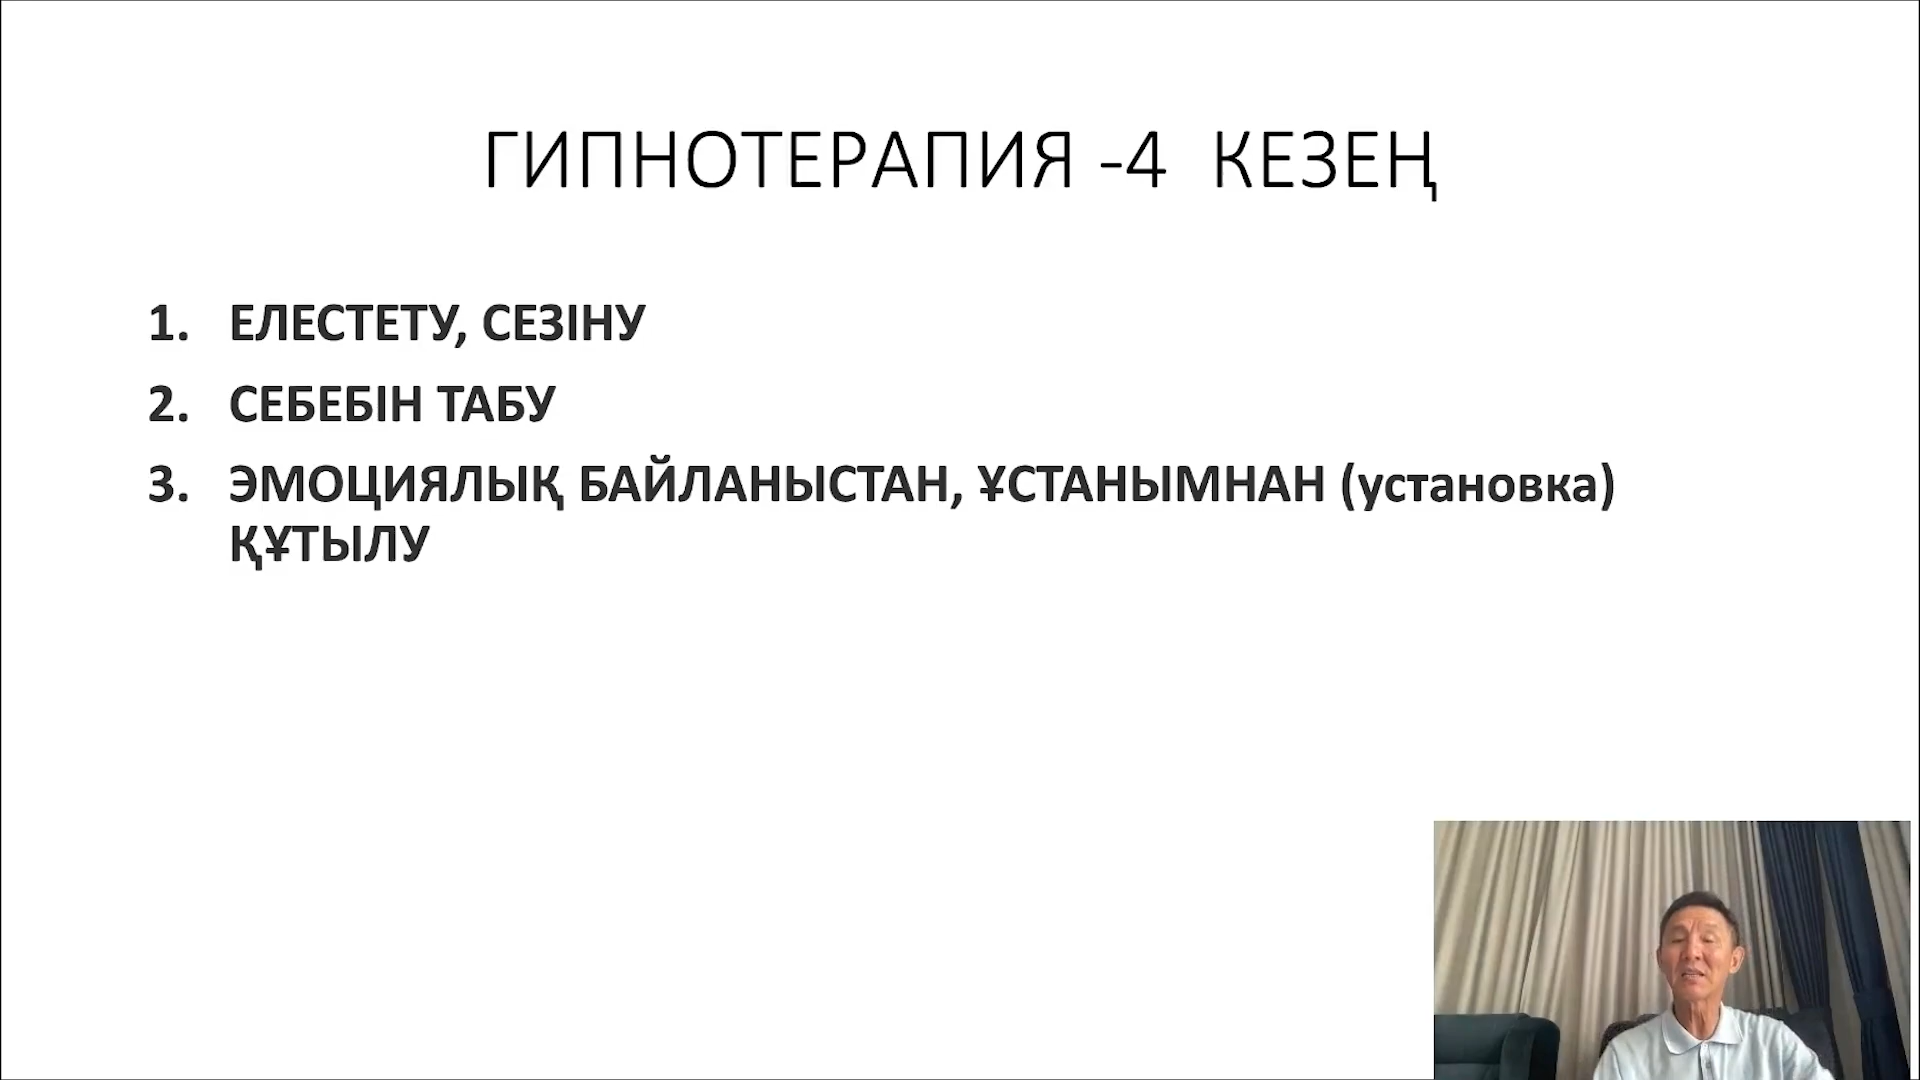 ГИПНОТЕРАПИЯ -4 КЕЗЕҢ
1. ЕЛЕСТЕТУ, СЕЗІНУ
2. СЕБЕБІН ТАБУ
3. ЭМОЦИЯЛЫҚ БАЙЛАНЫСТАН, ҰСТАНЫМНАН (установка)
ҚҰТЫЛУ